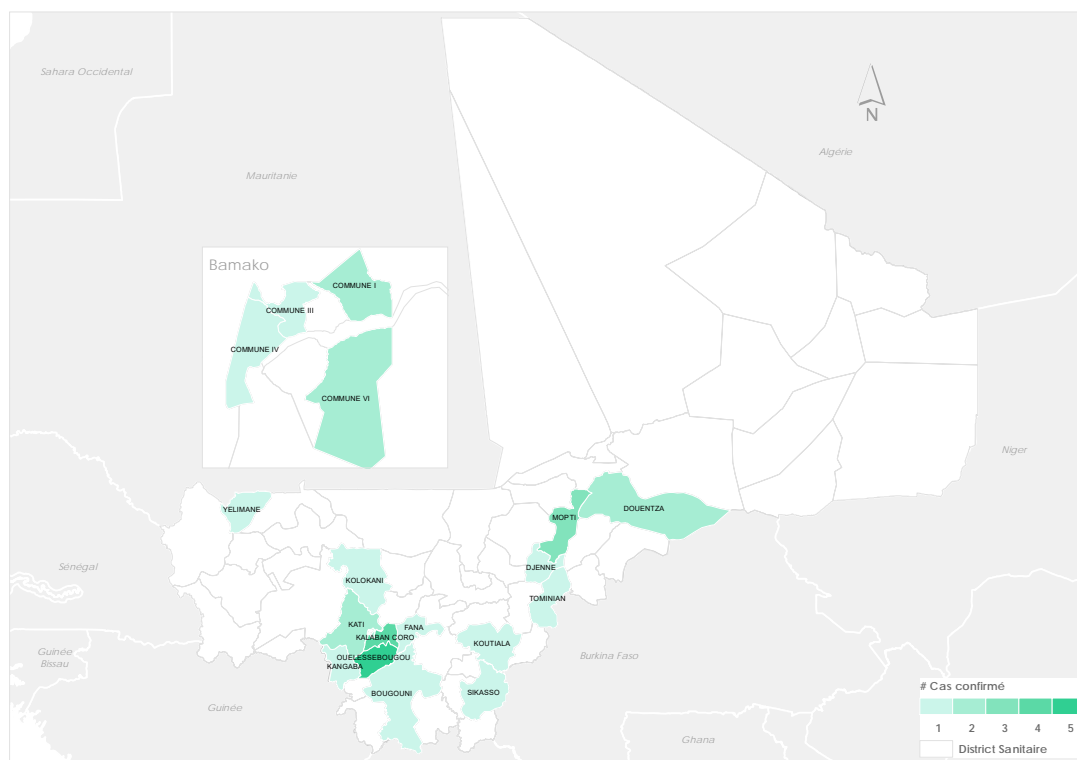 Sahara Occidental
N
Algérie
Mauritanie
Bamako
COMMUNE I
COMMUNE III
COMMUNE IV
COMMUNE VI
Niger
YELIMANE
DOUENTZA
MOPTI
Sénégal
DJENNE
KOLOKANI
TOMINIAN
KATI
FANA
KALABAN CORO
KOUTIALA
Guinée
Bissau
OUELESSEBOUGOU
Burkina Faso
KANGABA
BOUGOUNI
SIKASSO
Guinée
Ghana
# Cas confirmé
1 2 3 4 5
District Sanitaire